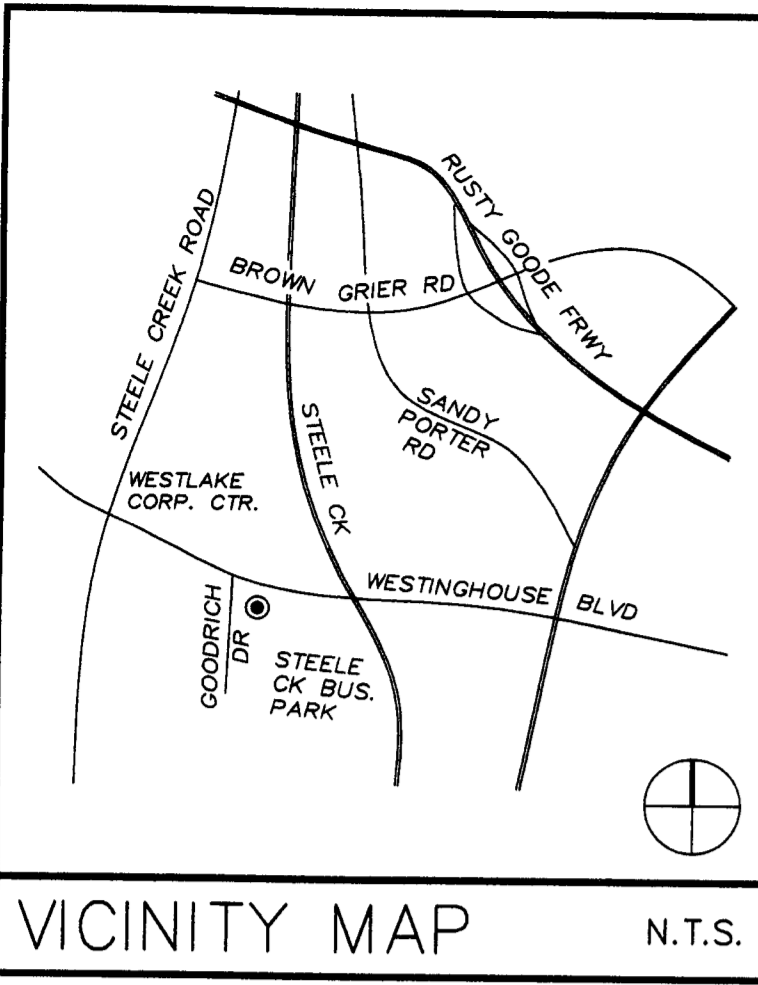 RUSTY GOODE FRWY
STEELE CREEK ROAD
BROWN GRIER RD
SANDY
PORTER
RD
STEELE CK
WESTLAKE
CORP. CTR.
WESTINGHOUSE BLVD
GOODRICH
DR
STEELE
CK BUS.
PARK
VICINITY MAP
N.T.S.